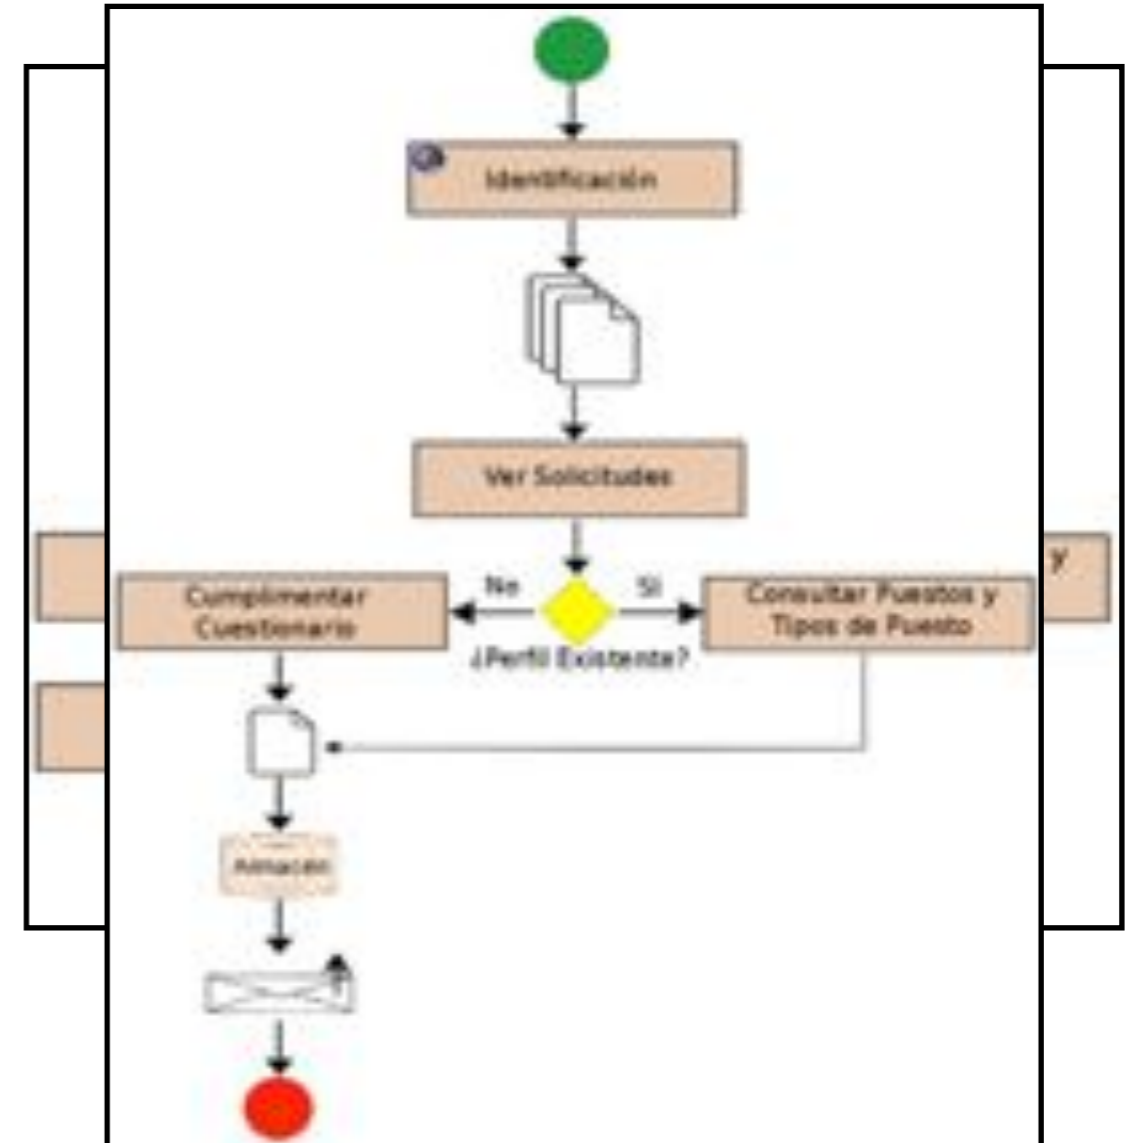 Identificación
Ver Solicitudes
No
Si
Cumplimentar
Cuestionario
¿Perfil Existente?
Consultar Puestos y
Tipos de Puesto
y
Almacén